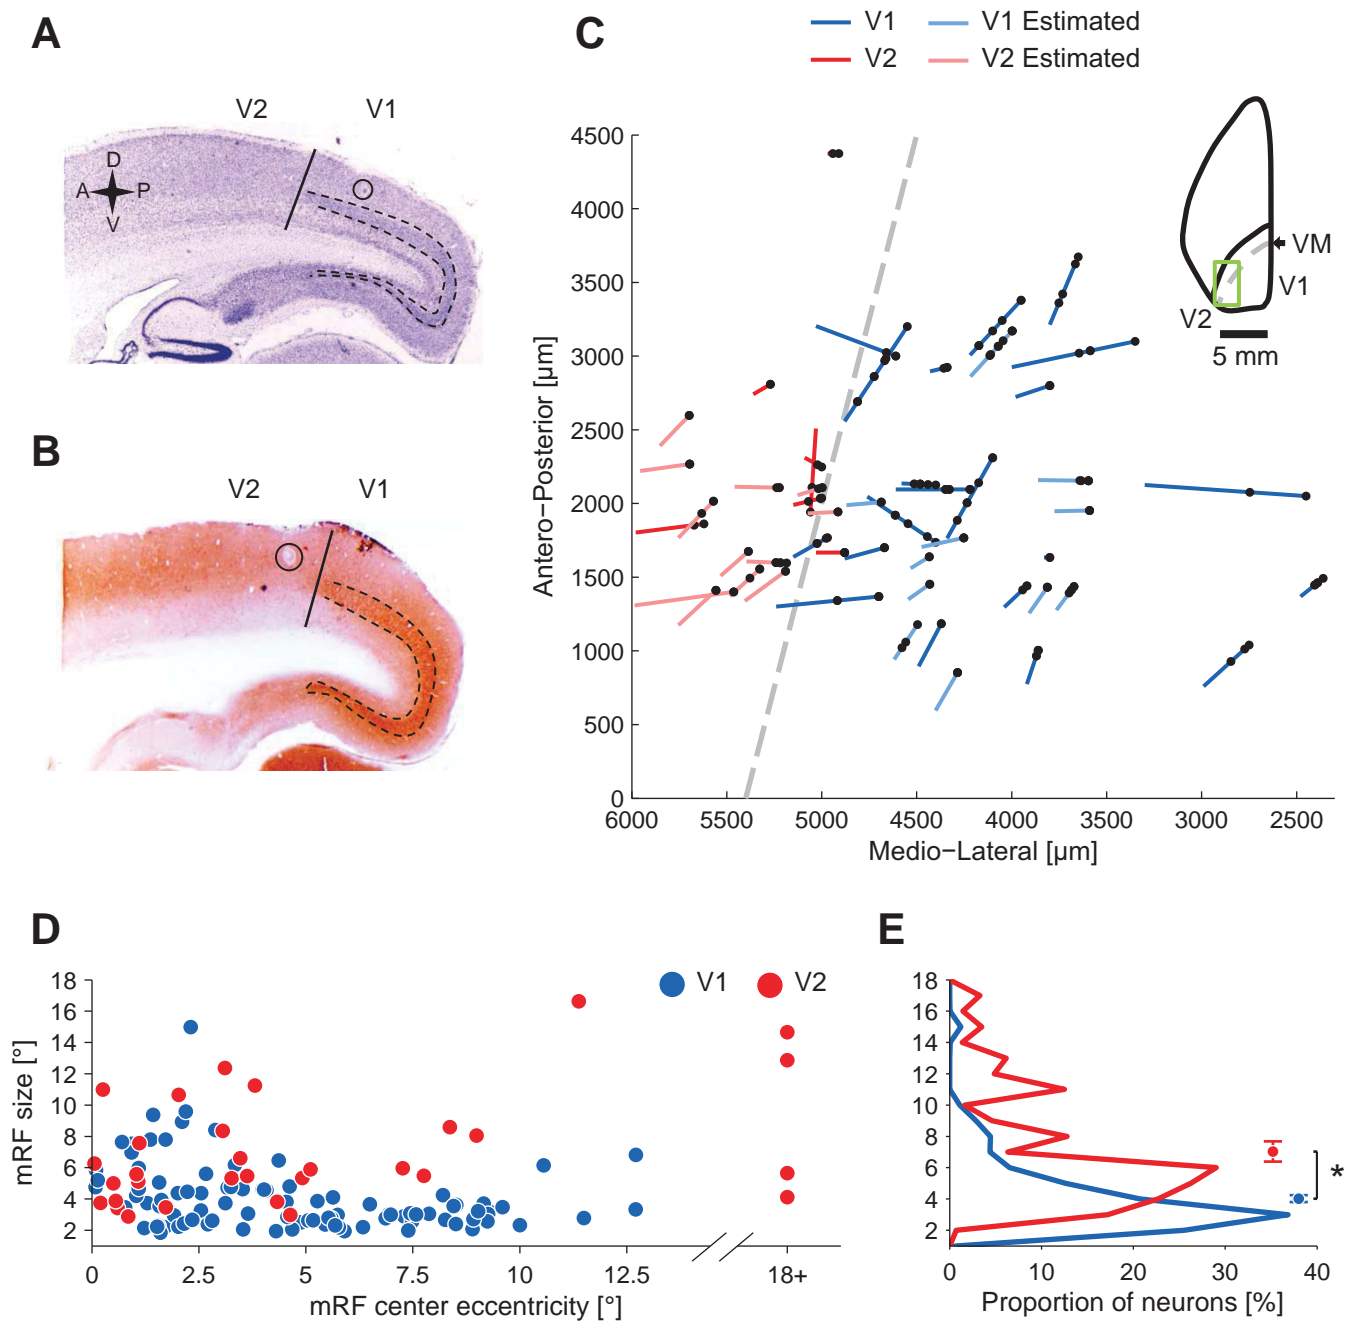 A
V2 V1
D
A P
V
B
V2 V1
C
V1 V1 Estimated
V2 V2 Estimated
4500
4000
3500
3000
2500
2000
1500
1000
500
0
Antero−Posterior [µm]
6000 5500 5000 4500 4000 3500 3000 2500
Medio−Lateral [µm]
VM
V1
V2
5 mm
D
V1 V2
18
16
14
12
10
8
6
4
2
mRF size [°]
0 2.5 5 7.5 10 12.5 18+
mRF center eccentricity [°]
E
18
16
14
12
10
8
6
4
2
*
0 10 20 30 40
Proportion of neurons [%]